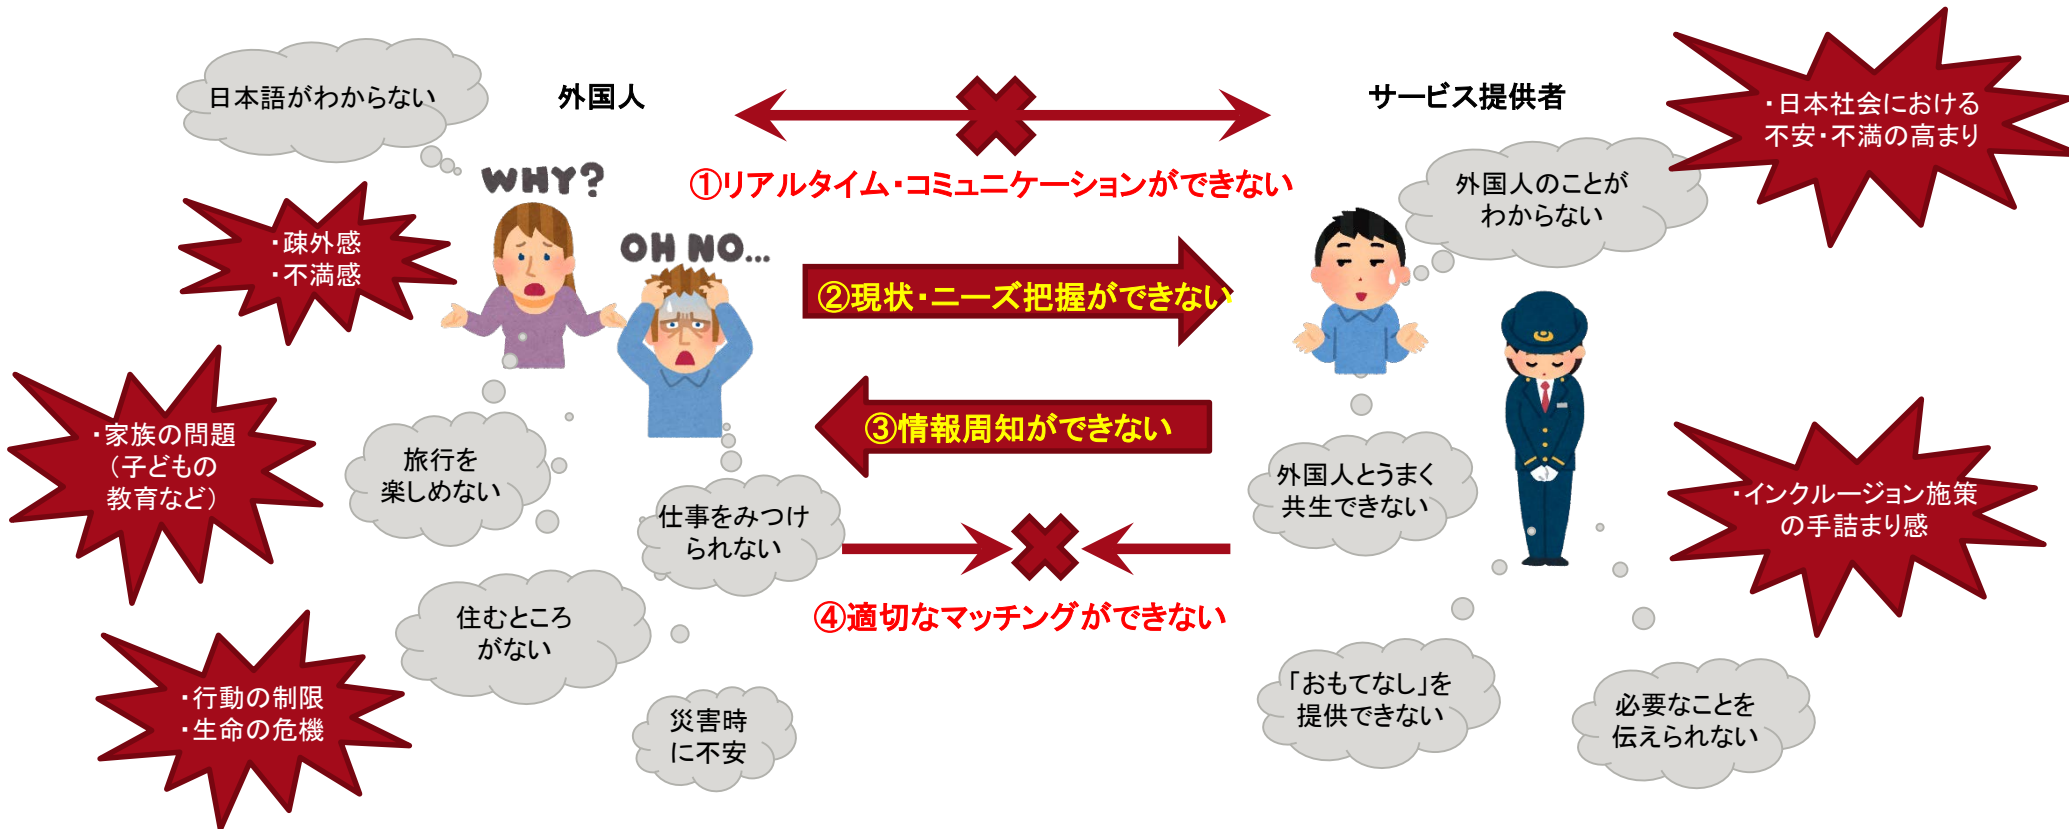 日本語がわからない
外国人
サービス提供者
・日本社会における
不安・不満の高まり
WHY?
①リアルタイム・コミュニケーションができない
外国人のことが
わからない
・疎外感
・不満感
OH NO...
②現状・ニーズ把握ができない
・家族の問題
（子どもの
教育など）
③情報周知ができない
旅行を
楽しめない
外国人とうまく
共生できない
・インクルージョン施策
の手詰まり感
仕事をみつけ
られない
住むところ
がない
④適切なマッチングができない
・行動の制限
・生命の危機
災害時
に不安
「おもてなし」を
提供できない
必要なことを
伝えられない